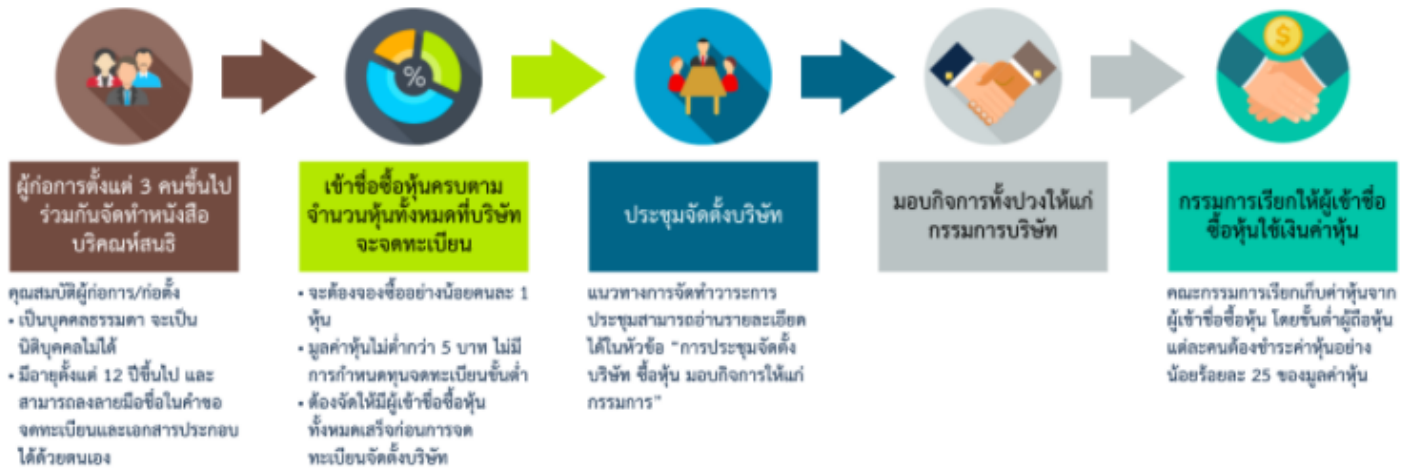 %
$
ผู้ก่อการตั้งแต่ 3 คนขึ้นไป
ร่วมกันจัดทำหนังสือ
บริคณห์สนธิ
คุณสมบัติผู้ก่อการ/ก่อตั้ง
• เป็นบุคคลธรรมดา จะเป็น
นิติบุคคลไม่ได้
• มีอายุตั้งแต่ 12 ปีขึ้นไป และ
สามารถลงลายมือชื่อในคำขอ
จดทะเบียนและเอกสารประกอบ
ได้ด้วยตนเอง
เข้าชื่อซื้อหุ้นครบตาม
จำนวนหุ้นทั้งหมดที่บริษัท
จะจดทะเบียน
• จะต้องจองซื้ออย่างน้อยคนละ 1
หุ้น
• มูลค่าหุ้นไม่ต่ำกว่า 5 บาท ไม่มี
การกำหนดทุนจดทะเบียนขั้นต่ำ
• ต้องจัดให้มีผู้เข้าชื่อซื้อหุ้น
ทั้งหมดเสร็จก่อนการจด
ทะเบียนจัดตั้งบริษัท
ประชุมจัดตั้งบริษัท
แนวทางการจัดทำวาระการ
ประชุมสามารถอ่านรายละเอียด
ได้ในหัวข้อ "การประชุมจัดตั้ง
บริษัท ซื้อหุ้น มอบกิจการให้แก่
กรรมการ"
มอบกิจการทั้งปวงให้แก่
กรรมการบริษัท
กรรมการเรียกให้ผู้เข้าชื่อ
ซื้อหุ้นใช้เงินค่าหุ้น
คณะกรรมการเรียกเก็บค่าหุ้นจาก
ผู้เข้าชื่อซื้อหุ้น โดยขั้นต่ำผู้ถือหุ้น
แต่ละคนต้องชำระค่าหุ้นอย่าง
น้อยร้อยละ 25 ของมูลค่าหุ้น